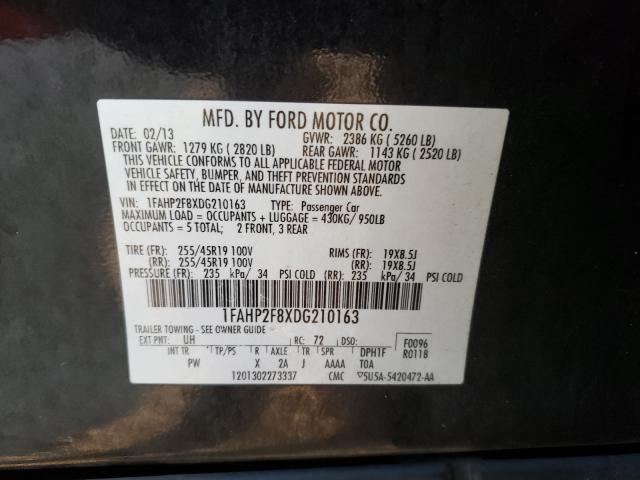 MFD. BY FORD MOTOR CO.
DATE: 02/13 GVWR: 2386 KG ( 5260 LB)
FRONT GAWR: 1279 KG ( 2820 LB) REAR GAWR: 1143 KG ( 2520 LB)
THIS VEHICLE CONFORMS TO ALL APPLICABLE FEDERAL MOTOR
VEHICLE SAFETY, BUMPER, AND THEFT PREVENTION STANDARDS
IN EFFECT ON THE DATE OF MANUFACTURE SHOWN ABOVE.
VIN: 1FAHP2F8XDG210163 TYPE: Passenger Car
MAXIMUM LOAD = OCCUPANTS + LUGGAGE = 430KG/ 950LB
OCCUPANTS = 5 TOTAL; 2 FRONT, 3 REAR
TIRE (FR): 255/45R19 100V RIMS (FR): 19X8.5J
(RR): 255/45R19 100V (RR): 19X8.5J
PRESSURE (FR): 235 kPa/ 34 PSI COLD (RR): 235 kPa/ 34 PSI COLD
1FAHP2F8XDG210163
TRAILER TOWING - SEE OWNER GUIDE
EXT PNT: UH RC: 72 DSO: F0096
R0118
INT TR TP/PS R AXLE TR SPR DPH1F
PW X 2A J AAAA T0A
1201302273337 CMC ▽5U5A-5420472-AA